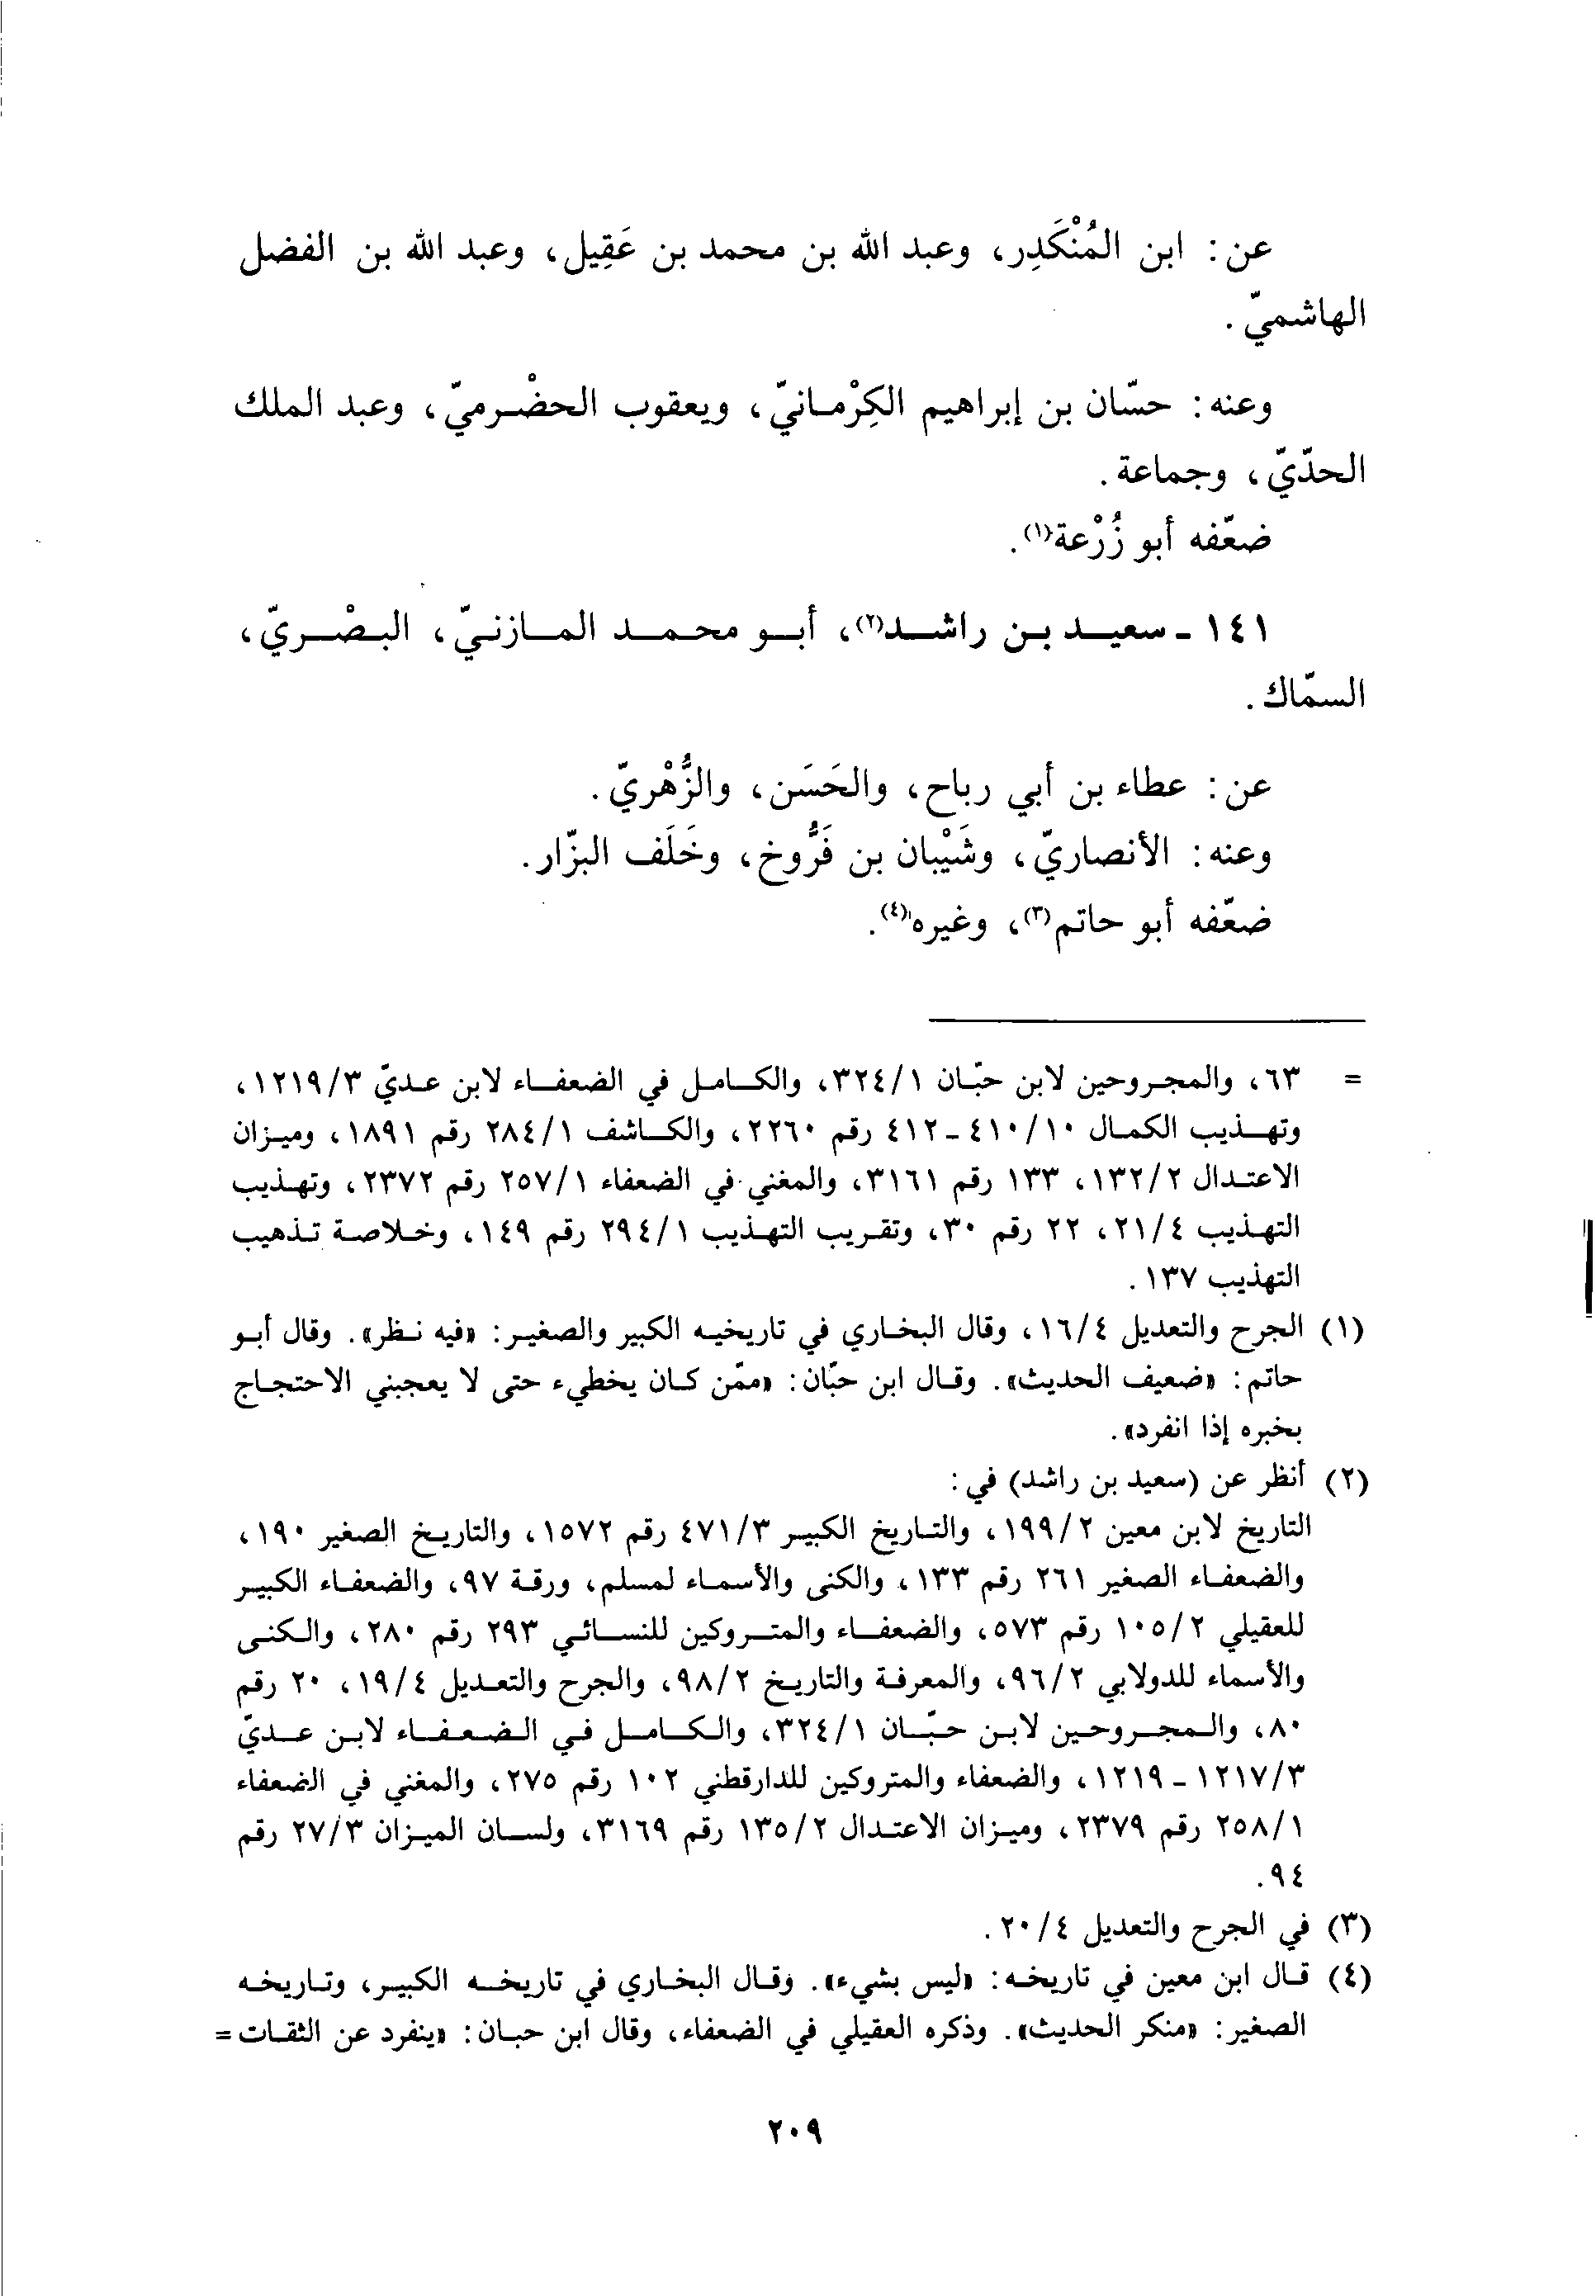 عن: ابن المُنْكَدِر، وعبد الله بن محمد بن عَقِيل، وعبد الله بن الفضل
الهاشميّ.
وعنه: حسّان بن إبراهيم الكِرْمانيّ، ويعقوب الحضْرميّ، وعبد الملك
الحدّيّ، وجماعة.
ضعّفه أبو زُرْعة(١).
١٤١ - سعيد بن راشد(٢)، أبو محمد المازنيّ، البصْريّ،
السمّاك.
عن: عطاء بن أبي رباح، والحَسَن، والزُّهْريّ.
وعنه: الأنصاريّ، وشَيْبان بن فَرُّوخ، وخَلَف البزّار.
ضعّفه أبو حاتم(٣)، وغيره(٤).
= ٦٣، والمجروحين لابن حبّان ١/٣٢٤، والكامل في الضعفاء لابن عديّ ٣/١٢١٩،
وتهذيب الكمال ١٠/٤١٠ - ٤١٢ رقم ٢٢٦٠، والكاشف ١/٢٨٤ رقم ١٨٩١، وميزان
الاعتدال ٢/١٣٢، ١٣٣ رقم ٣١٦١، والمغني في الضعفاء ١/٢٥٧ رقم ٢٣٧٢، وتهذيب
التهذيب ٤/٢١، ٢٢ رقم ٣٠، وتقريب التهذيب ١/٢٩٤ رقم ١٤٩، وخلاصة تذهيب
التهذيب ١٣٧.
(١) الجرح والتعديل ٤/١٦، وقال البخاري في تاريخيه الكبير والصغير: «فيه نظر». وقال أبو
حاتم: «ضعيف الحديث». وقال ابن حبّان: «ممّن كان يخطيء حتى لا يعجبني الاحتجاج
بخبره إذا انفرد».
(٢) أنظر عن (سعيد بن راشد) في:
التاريخ لابن معين ٢/١٩٩، والتاريخ الكبير ٣/٤٧١ رقم ١٥٧٢، والتاريخ الصغير ١٩٠،
والضعفاء الصغير ٢٦١ رقم ١٣٣، والكنى والأسماء لمسلم، ورقة ٩٧، والضعفاء الكبير
للعقيلي ٢/١٠٥ رقم ٥٧٣، والضعفاء والمتروكين للنسائي ٢٩٣ رقم ٢٨٠، والكنى
والأسماء للدولابي ٢/٩٦، والمعرفة والتاريخ ٢/٩٨، والجرح والتعديل ٤/١٩، ٢٠ رقم
٨٠، والمجروحين لابن حبّان ١/٣٢٤، والكامل في الضعفاء لابن عديّ
٣/١٢١٧ - ١٢١٩، والضعفاء والمتروكين للدارقطني ١٠٢ رقم ٢٧٥، والمغني في الضعفاء
١/٢٥٨ رقم ٢٣٧٩، وميزان الاعتدال ٢/١٣٥ رقم ٣١٦٩، ولسان الميزان ٣/٢٧ رقم
٩٤.
(٣) في الجرح والتعديل ٤/٢٠.
(٤) قال ابن معين في تاريخه: «ليس بشيء». وقال البخاري في تاريخه الكبير، وتاريخه
الصغير: «منكر الحديث». وذكره العقيلي في الضعفاء، وقال ابن حبان: «ينفرد عن الثقات =
٢٠٩